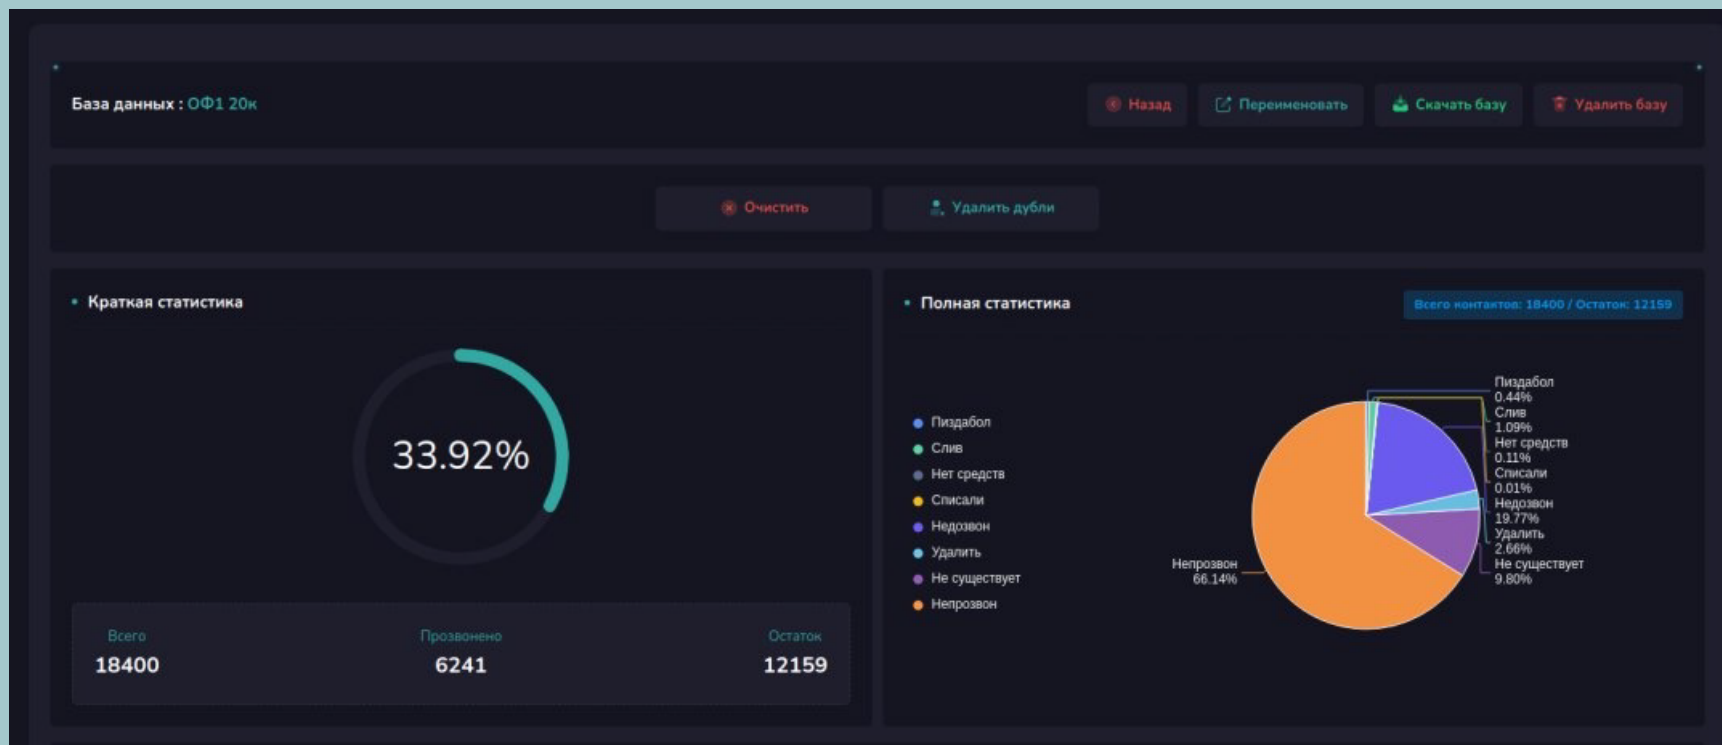 База данных : ОФ1 20к
Назад
Переименовать
Скачать базу
Удалить базу
Очистить
Удалить дубли
Краткая статистика
33.92%
Всего
Прозвонено
Остаток
18400
6241
12159
Полная статистика
Всего контактов: 18400 / Остаток: 12159
Пиздабол
Слив
Нет средств
Списали
Недозвон
Удалить
Не существует
Непрозвон
Пиздабол
0.44%
Слив
1.09%
Нет средств
0.11%
Списали
0.01%
Недозвон
19.77%
Удалить
2.66%
Не существует
9.80%
Непрозвон
66.14%